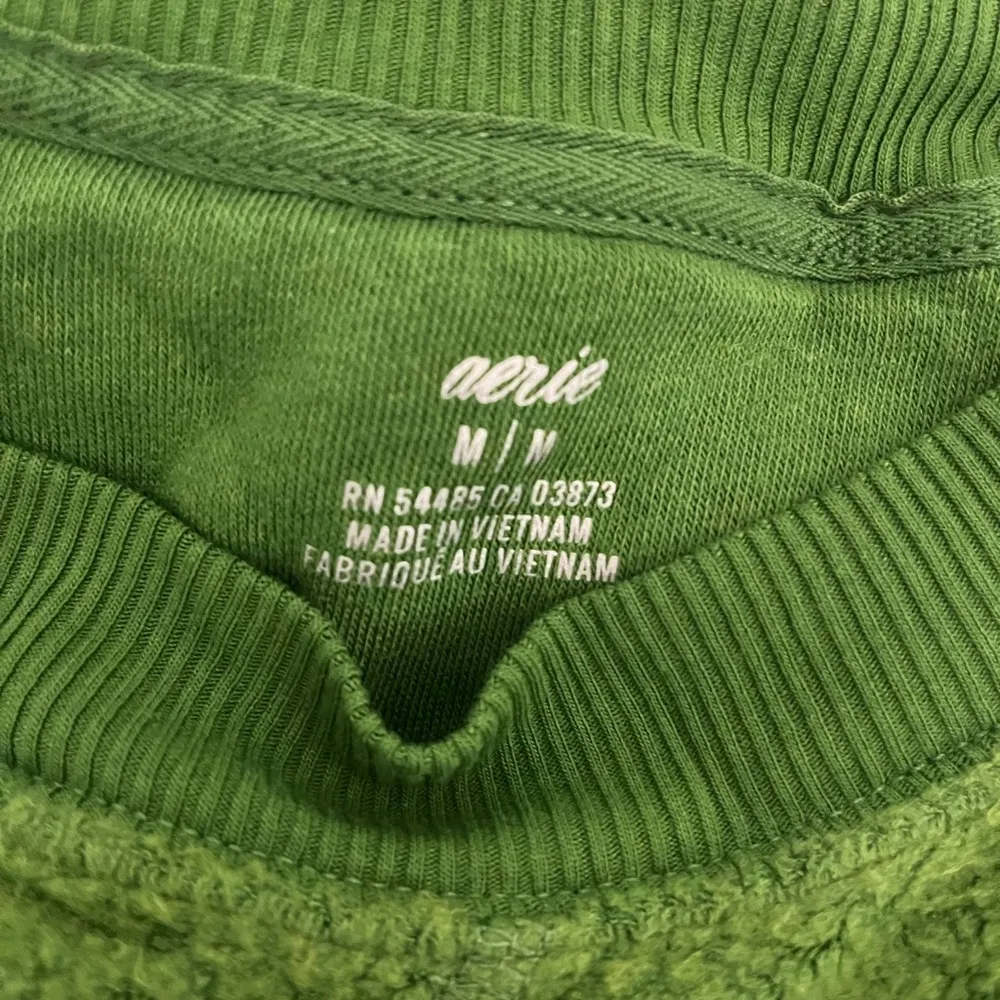 aerie
M / M
RN 54485 CA 03873
MADE IN VIETNAM
FABRIQUÉ AU VIETNAM